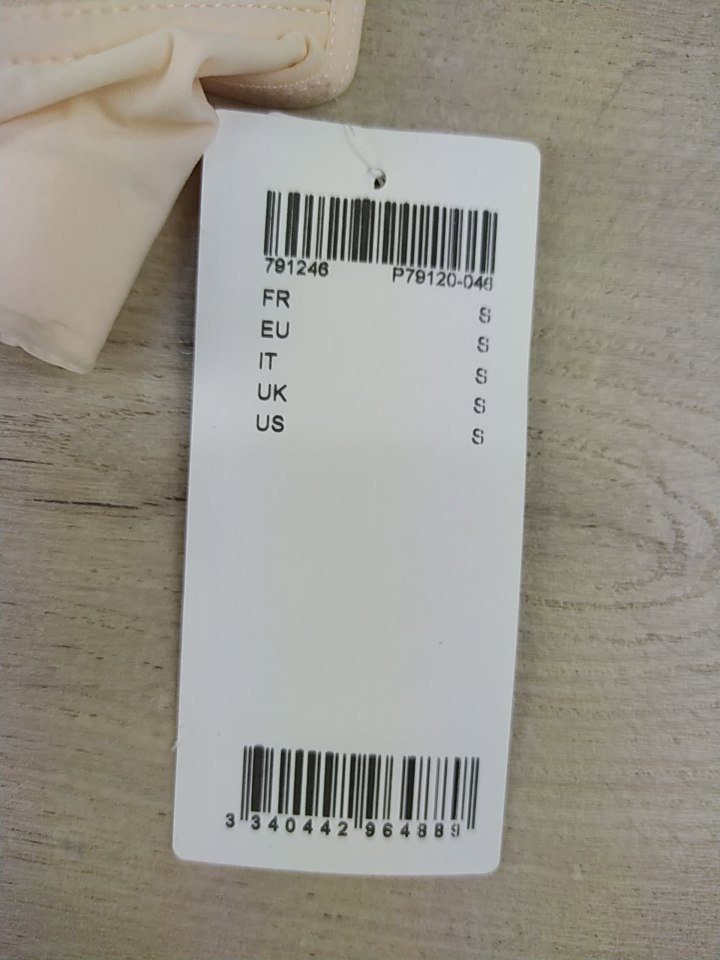 791246 P79120-046
FR S
EU S
IT S
UK S
US S
3 340442 964889